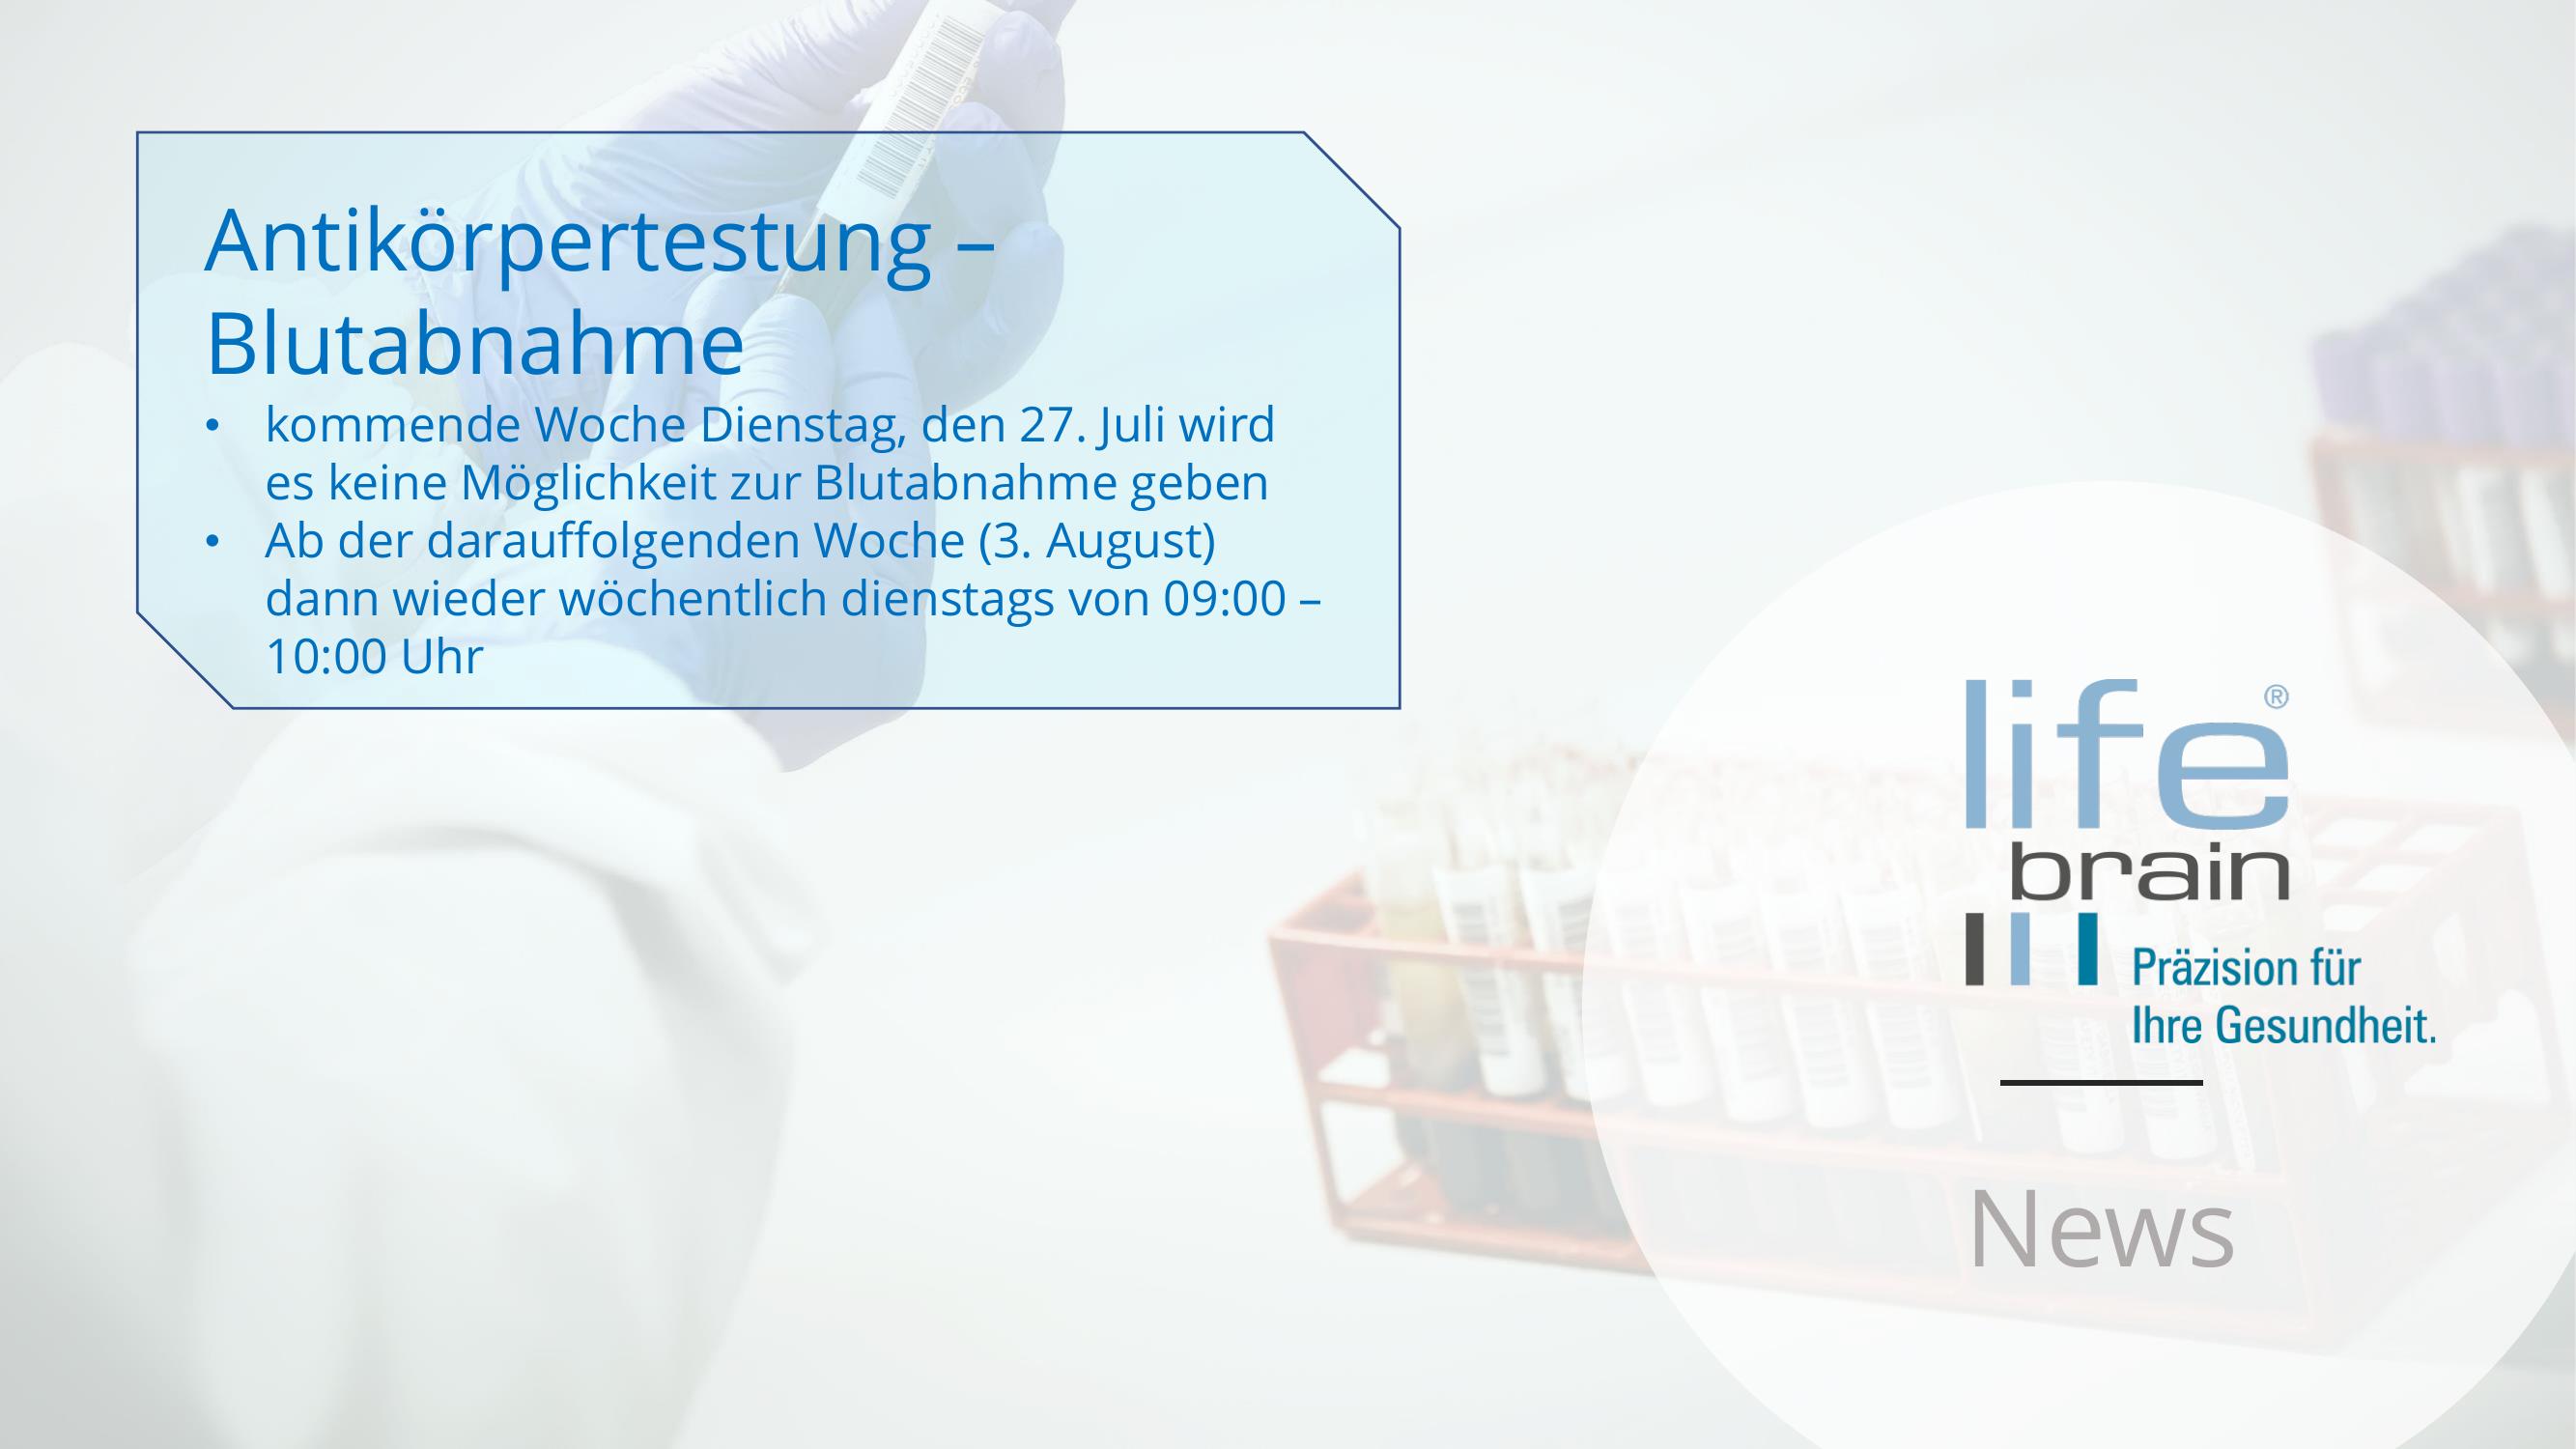 Antikörpertestung –
Blutabnahme
• kommende Woche Dienstag, den 27. Juli wird
es keine Möglichkeit zur Blutabnahme geben
• Ab der darauffolgenden Woche (3. August)
dann wieder wöchentlich dienstags von 09:00 –
10:00 Uhr
life®
brain
Präzision für
Ihre Gesundheit.
News